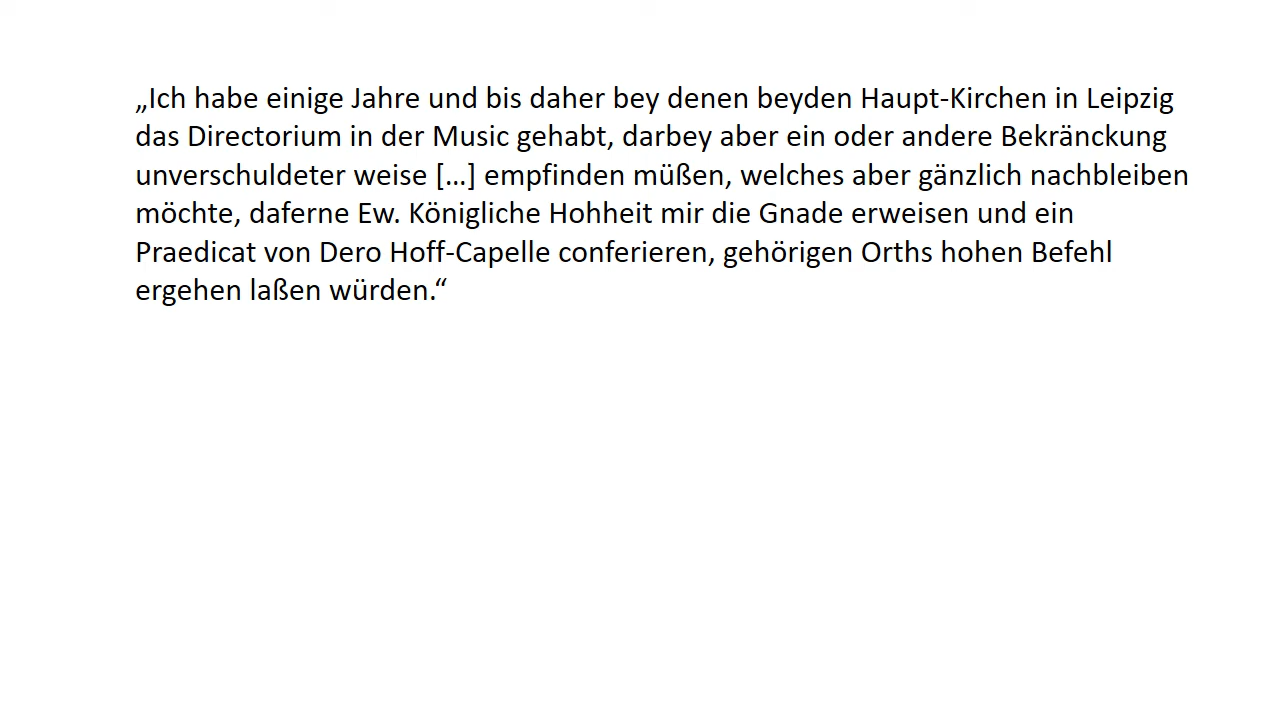 „Ich habe einige Jahre und bis daher bey denen beyden Haupt-Kirchen in Leipzig
das Directorium in der Music gehabt, darbey aber ein oder andere Bekränckung
unverschuldeter weise […] empfinden müßen, welches aber gänzlich nachbleiben
möchte, daferne Ew. Königliche Hohheit mir die Gnade erweisen und ein
Praedicat von Dero Hoff-Capelle conferieren, gehörigen Orths hohen Befehl
ergehen laßen würden.“